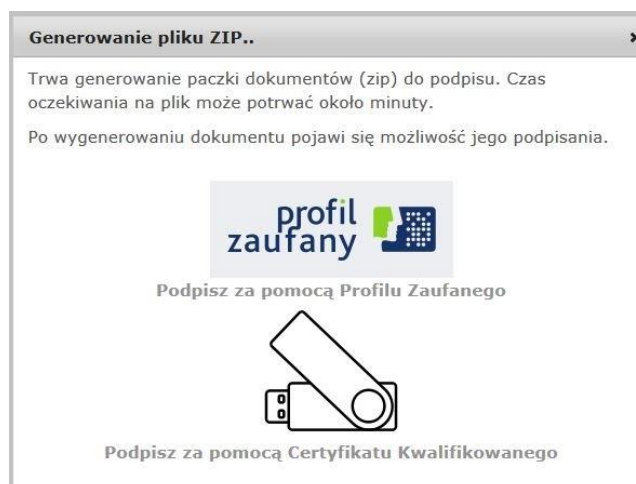 Generowanie pliku ZIP..
Trwa generowanie paczki dokumentów (zip) do podpisu. Czas
oczekiwania na plik może potrwać około minuty.
Po wygenerowaniu dokumentu pojawi się możliwość jego podpisania.
profil
zaufany
Podpisz za pomocą Profilu Zaufanego
Podpisz za pomocą Certyfikatu Kwalifikowanego